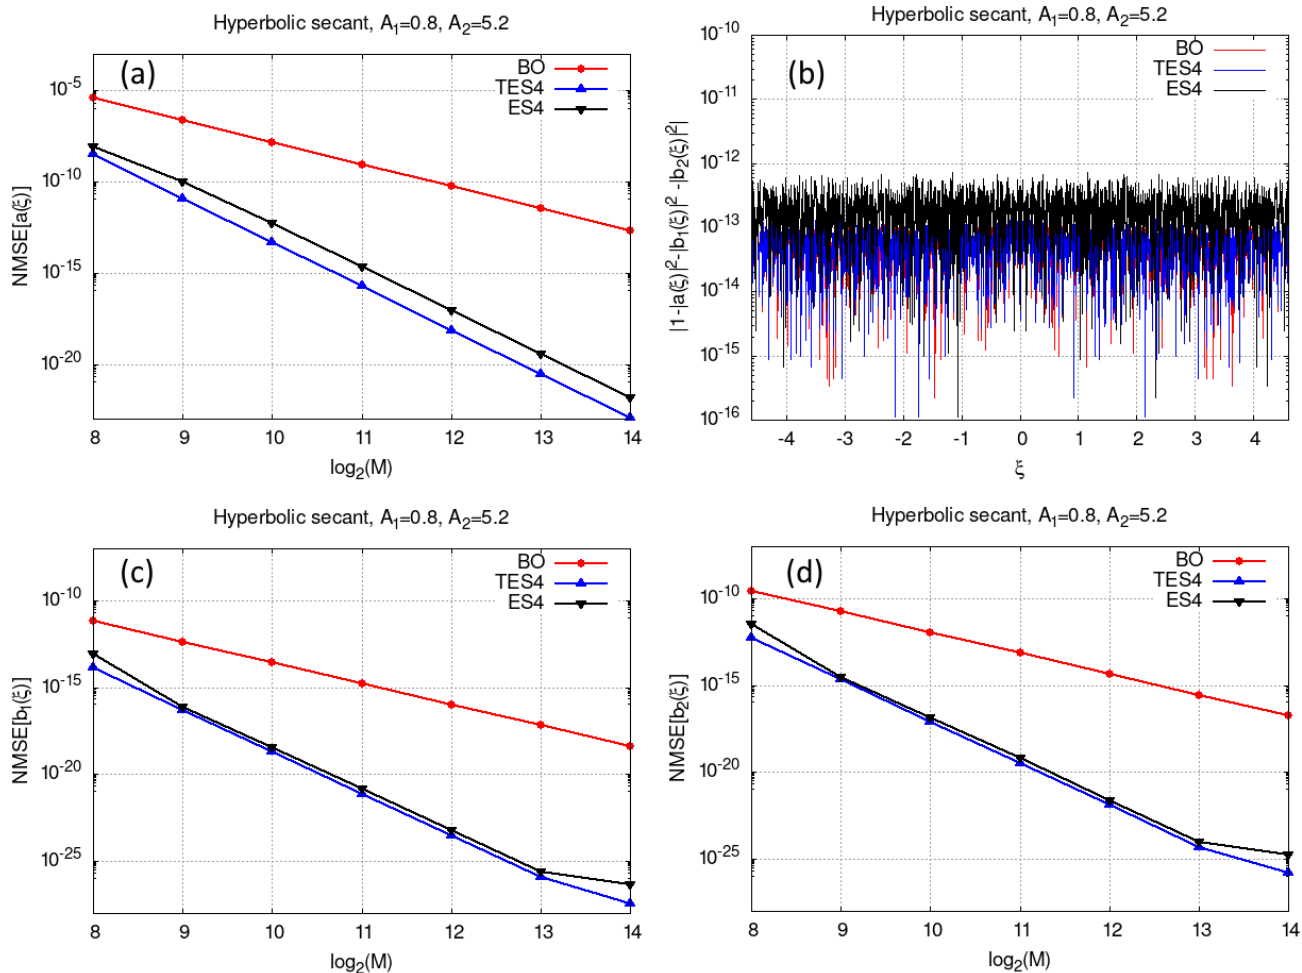 Hyperbolic secant, A₁=0.8, A₂=5.2
(a)
BO
TES4
ES4
NMSE[a(ξ)]
10⁻⁵
10⁻¹⁰
10⁻¹⁵
10⁻²⁰
8 9 10 11 12 13 14
log₂(M)
Hyperbolic secant, A₁=0.8, A₂=5.2
(b)
BO
TES4
ES4
|1-|a(ξ)|²-|b₁(ξ)|² -|b₂(ξ)|²|
10⁻¹⁰
10⁻¹¹
10⁻¹²
10⁻¹³
10⁻¹⁴
10⁻¹⁵
10⁻¹⁶
-4 -3 -2 -1 0 1 2 3 4
ξ
Hyperbolic secant, A₁=0.8, A₂=5.2
(c)
BO
TES4
ES4
NMSE[b₁(ξ)]
10⁻¹⁰
10⁻¹⁵
10⁻²⁰
10⁻²⁵
8 9 10 11 12 13 14
log₂(M)
Hyperbolic secant, A₁=0.8, A₂=5.2
(d)
BO
TES4
ES4
NMSE[b₂(ξ)]
10⁻¹⁰
10⁻¹⁵
10⁻²⁰
10⁻²⁵
8 9 10 11 12 13 14
log₂(M)